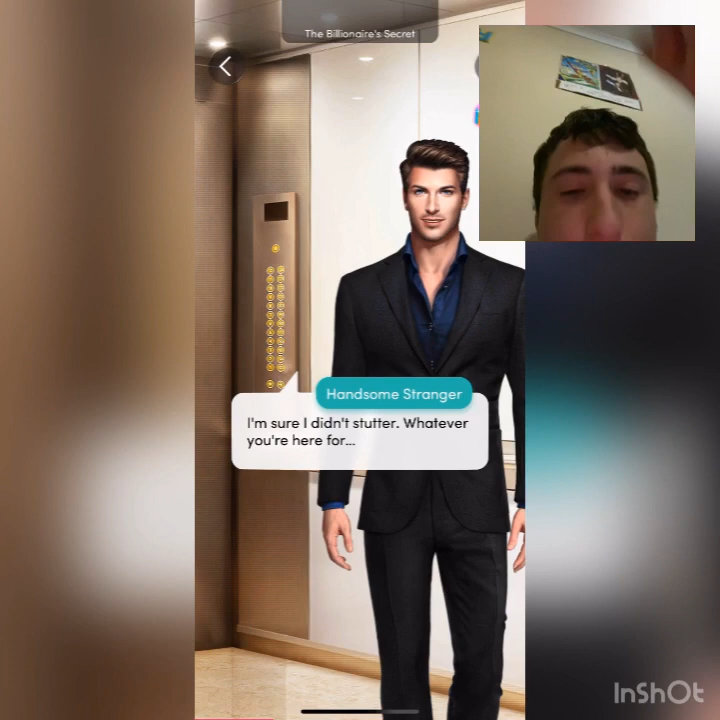 The Billionaire's Secret
Handsome Stranger
I'm sure I didn't stutter. Whatever
you're here for...
InShOt